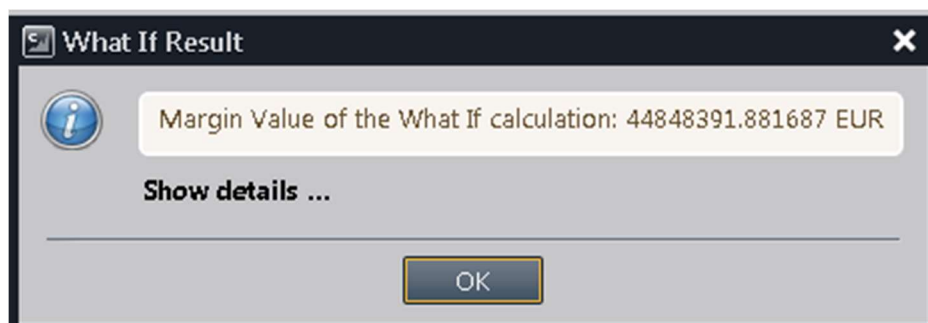 What If Result
Margin Value of the What If calculation: 44848391.881687 EUR
Show details ...
OK